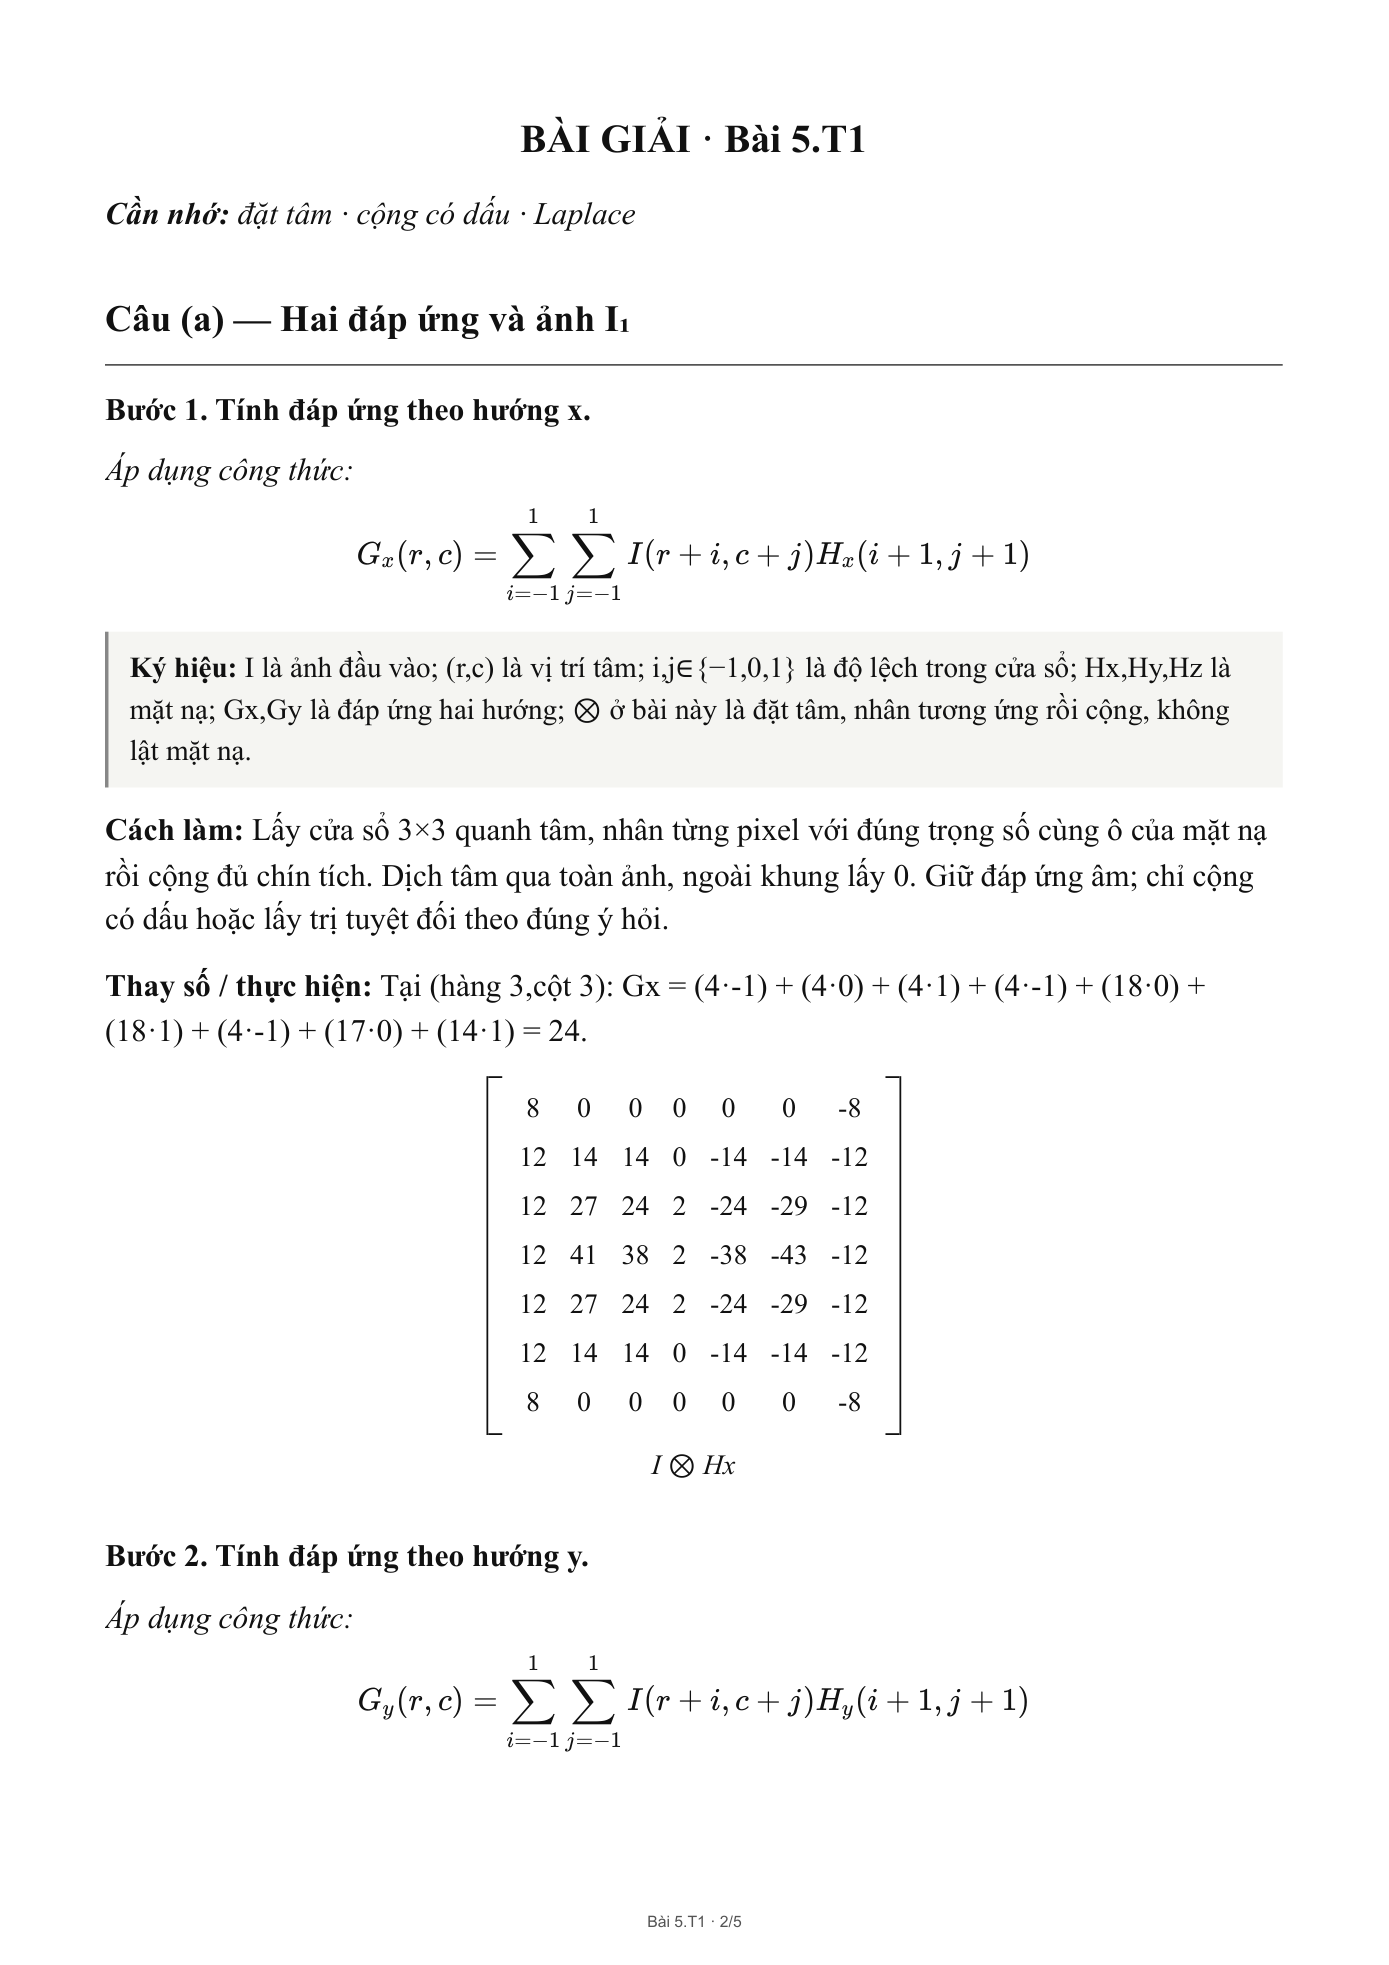 BÀI GIẢI · Bài 5.T1
Cần nhớ: đặt tâm · cộng có dấu · Laplace
Câu (a) — Hai đáp ứng và ảnh I₁
Bước 1. Tính đáp ứng theo hướng x.
Áp dụng công thức:
G_x(r, c) = ∑_{i=−1}^{1} ∑_{j=−1}^{1} I(r + i, c + j)H_x(i + 1, j + 1)
Ký hiệu: I là ảnh đầu vào; (r,c) là vị trí tâm; i,j∈{−1,0,1} là độ lệch trong cửa sổ; Hx,Hy,Hz là
mặt nạ; Gx,Gy là đáp ứng hai hướng; ⊗ ở bài này là đặt tâm, nhân tương ứng rồi cộng, không
lật mặt nạ.
Cách làm: Lấy cửa sổ 3×3 quanh tâm, nhân từng pixel với đúng trọng số cùng ô của mặt nạ
rồi cộng đủ chín tích. Dịch tâm qua toàn ảnh, ngoài khung lấy 0. Giữ đáp ứng âm; chỉ cộng
có dấu hoặc lấy trị tuyệt đối theo đúng ý hỏi.
Thay số / thực hiện: Tại (hàng 3,cột 3): Gx = (4·-1) + (4·0) + (4·1) + (4·-1) + (18·0) +
(18·1) + (4·-1) + (17·0) + (14·1) = 24.
8 0 0 0 0 0 -8
12 14 14 0 -14 -14 -12
12 27 24 2 -24 -29 -12
12 41 38 2 -38 -43 -12
12 27 24 2 -24 -29 -12
12 14 14 0 -14 -14 -12
8 0 0 0 0 0 -8
I ⊗ Hx
Bước 2. Tính đáp ứng theo hướng y.
Áp dụng công thức:
G_y(r, c) = ∑_{i=−1}^{1} ∑_{j=−1}^{1} I(r + i, c + j)H_y(i + 1, j + 1)
Bài 5.T1 · 2/5